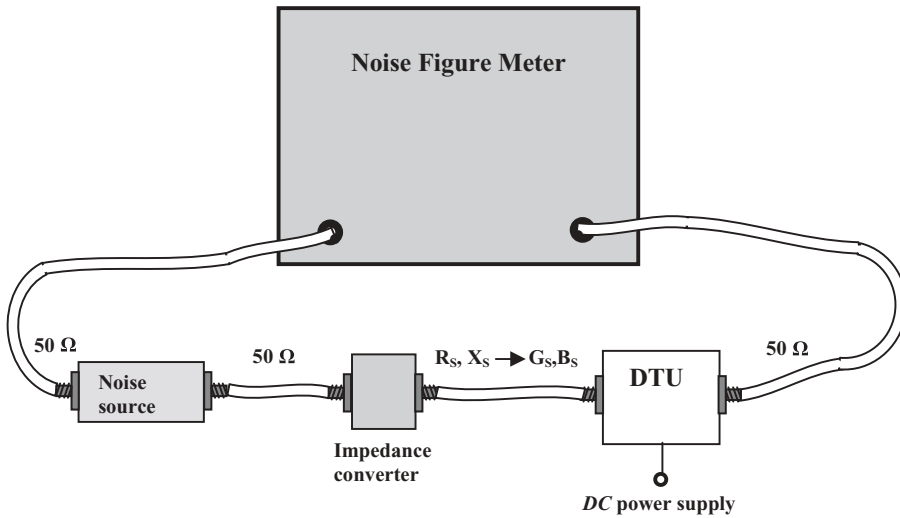 Noise Figure Meter
50 Ω
50 Ω
R_S, X_S → G_S,B_S
50 Ω
Noise
source
DTU
Impedance
converter
DC power supply